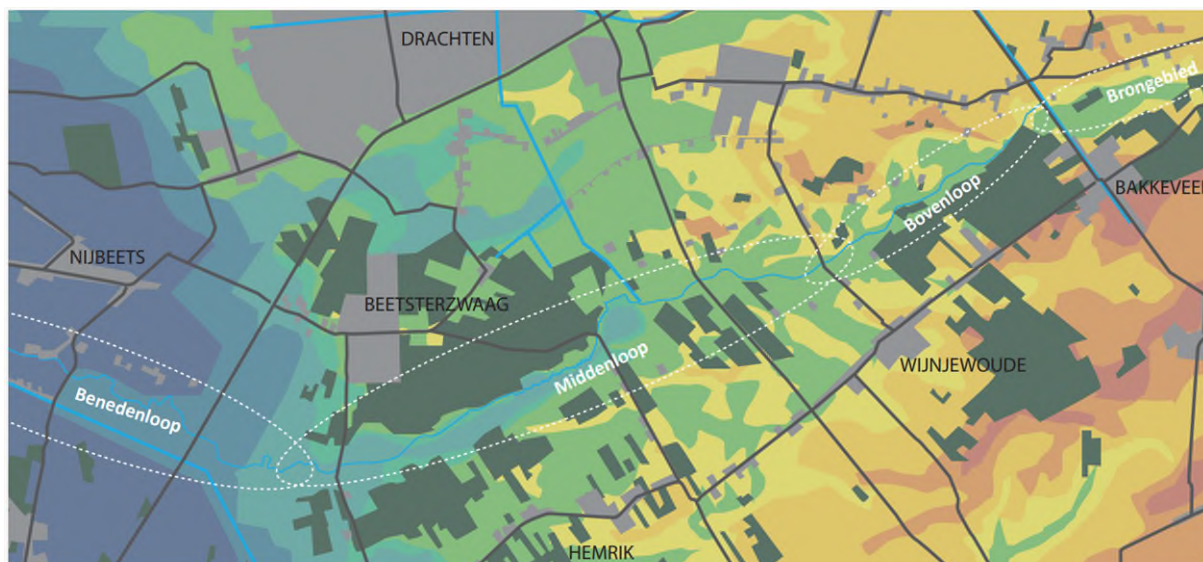 DRACHTEN
Brongebied
BAKKEVEE
Bovenloop
NIJBEETS
BEETSTERZWAAG
Middenloop
WIJNJEWOUDE
Benedenloop
HEMRIK